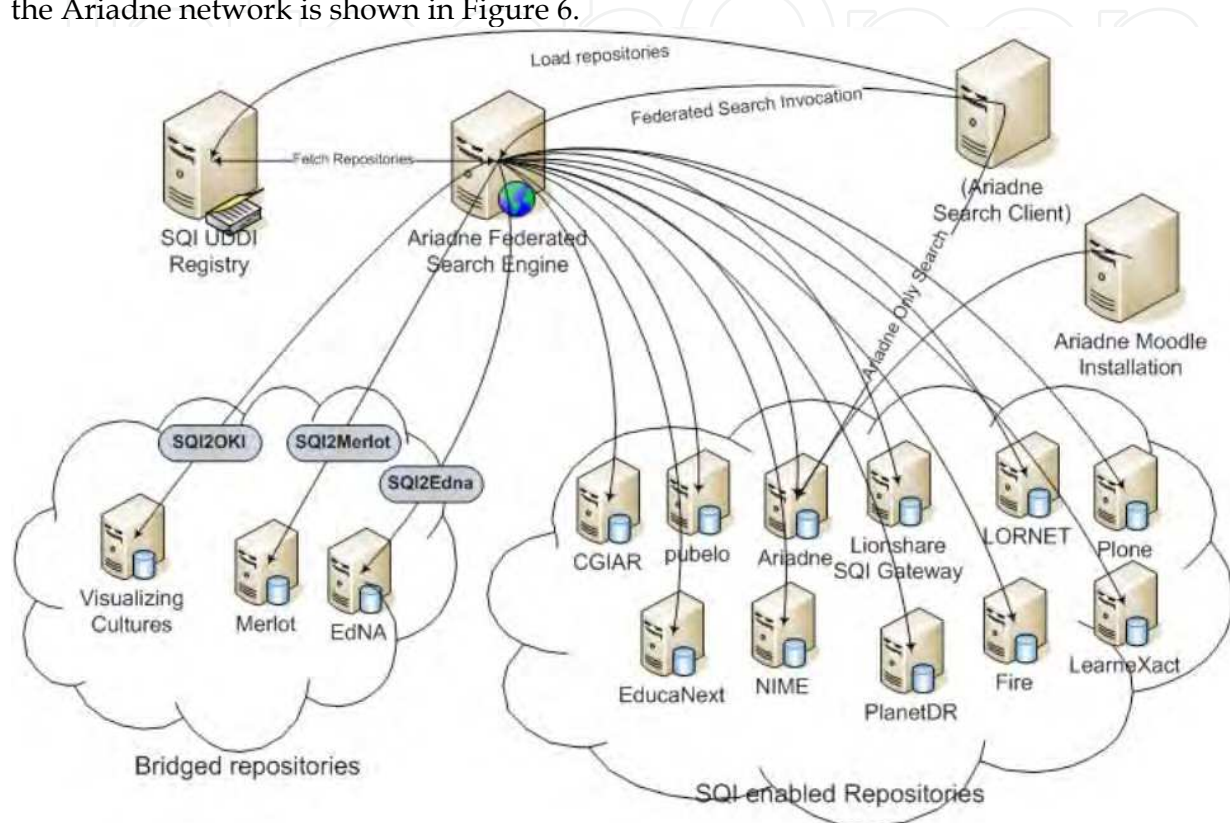 the Ariadne network is shown in Figure 6.
Load repositories
Federated Search Invocation
Fetch Repositories
SQI UDDI
Registry
Ariadne Federated
Search Engine
(Ariadne
Search Client)
Ariadne Only Search
Ariadne Moodle
Installation
SQI2OKI
SQI2Merlot
SQI2Edna
Visualizing
Cultures
Merlot
EdNA
CGIAR
pubelo
Ariadne
Lionshare
SQI Gateway
LORNET
Plone
EducaNext
NIME
PlanetDR
Fire
LearneXact
Bridged repositories
SQI enabled Repositories